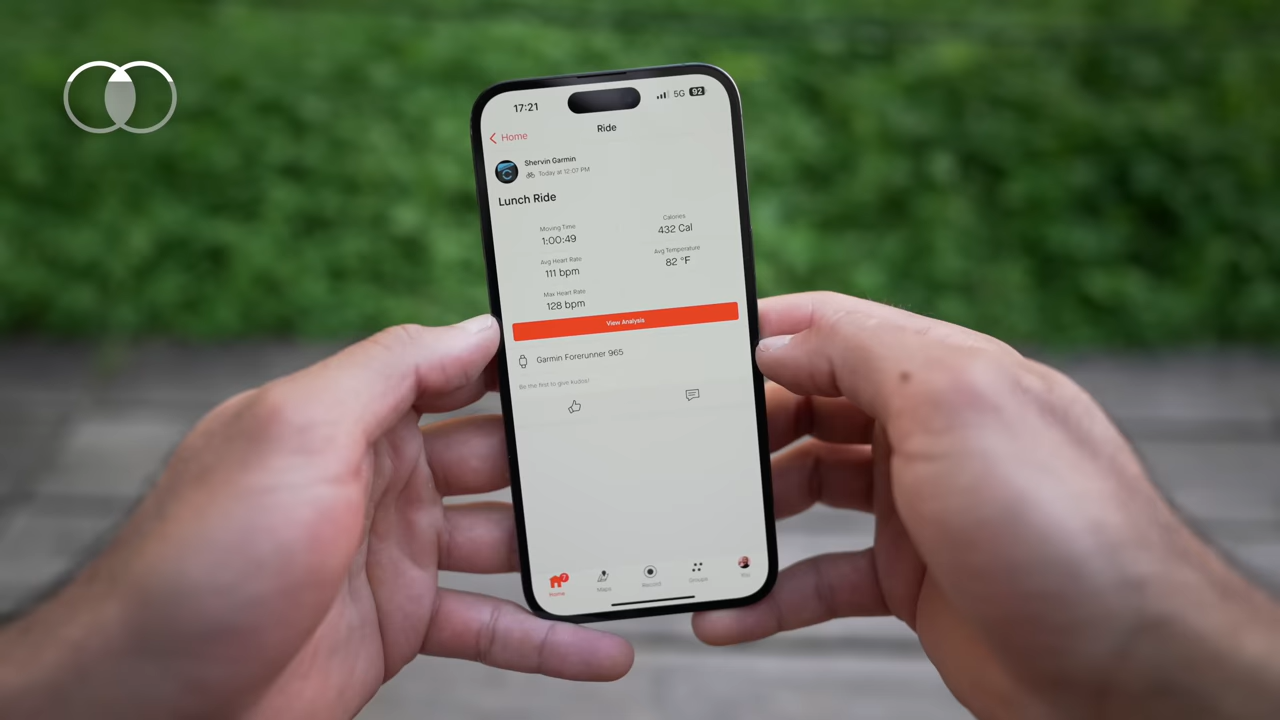 17:21
5G 92
Home
Ride
Shervin Garmin
Today at 12:07 PM
Lunch Ride
Moving Time
1:00:49
Calories
432 Cal
Avg Heart Rate
111 bpm
Avg Temperature
82 °F
Max Heart Rate
128 bpm
View Analysis
Garmin Forerunner 965
Be the first to give kudos!
7
Home
Maps
Record
Groups
You